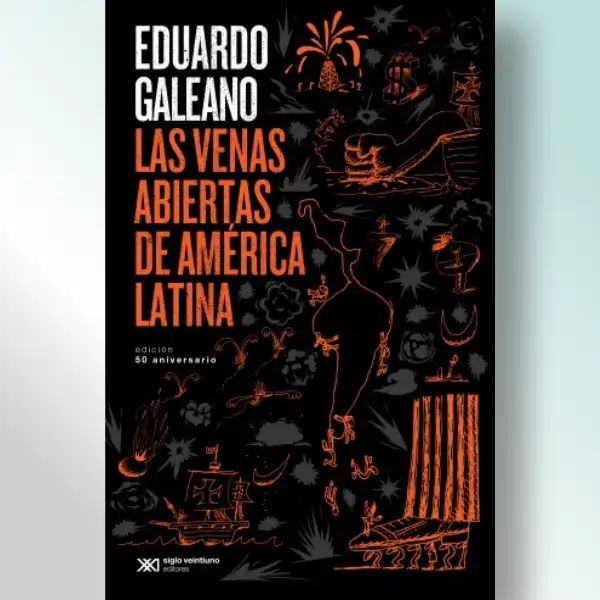 EDUARDO
GALEANO
LAS VENAS
ABIERTAS
DE AMÉRICA
LATINA
edición
50 aniversario
siglo veintiuno
editores